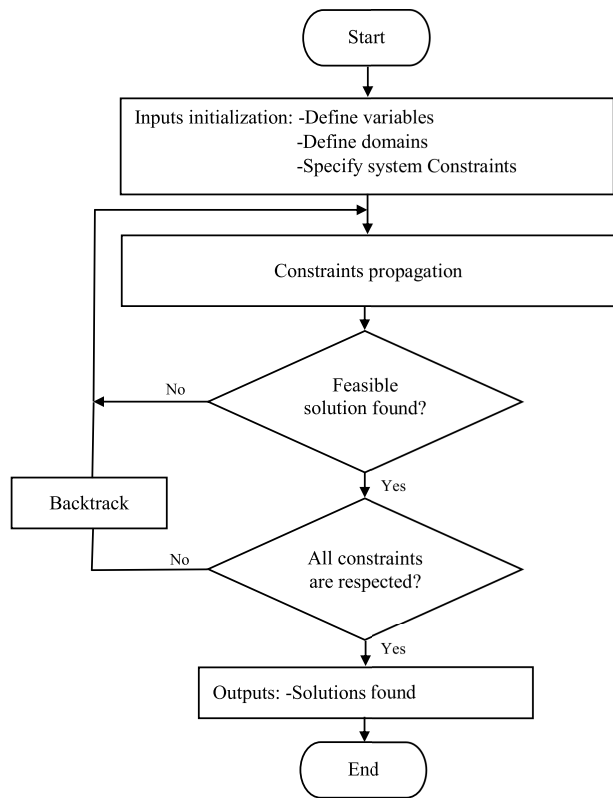 Start
Inputs initialization: -Define variables
-Define domains
-Specify system Constraints
Constraints propagation
Feasible
solution found?
No
Yes
Backtrack
All constraints
are respected?
No
Yes
Outputs: -Solutions found
End